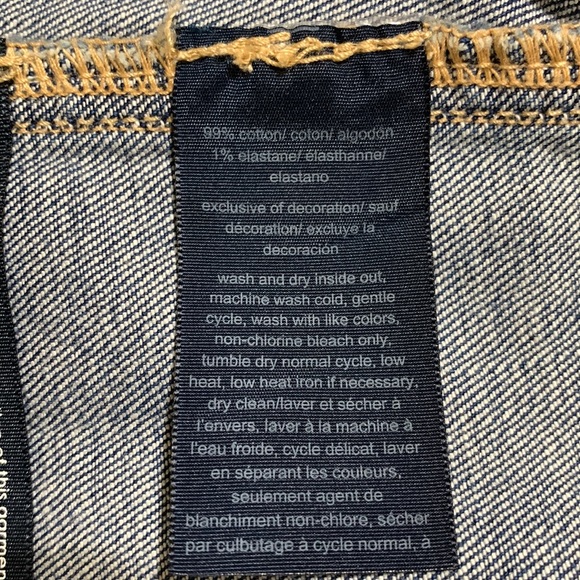 99% cotton/ coton/ algodón
1% elastane/ élasthanne/
elastano
exclusive of decoration/ sauf
décoration/ excluye la
decoración
wash and dry inside out,
machine wash cold, gentle
cycle, wash with like colors,
non-chlorine bleach only,
tumble dry normal cycle, low
heat, low heat iron if necessary,
dry clean/laver et sécher à
l'envers, laver à la machine à
l'eau froide, cycle délicat, laver
en séparant les couleurs,
seulement agent de
blanchiment non-chlore, sécher
par culbutage à cycle normal, à
of this garmen